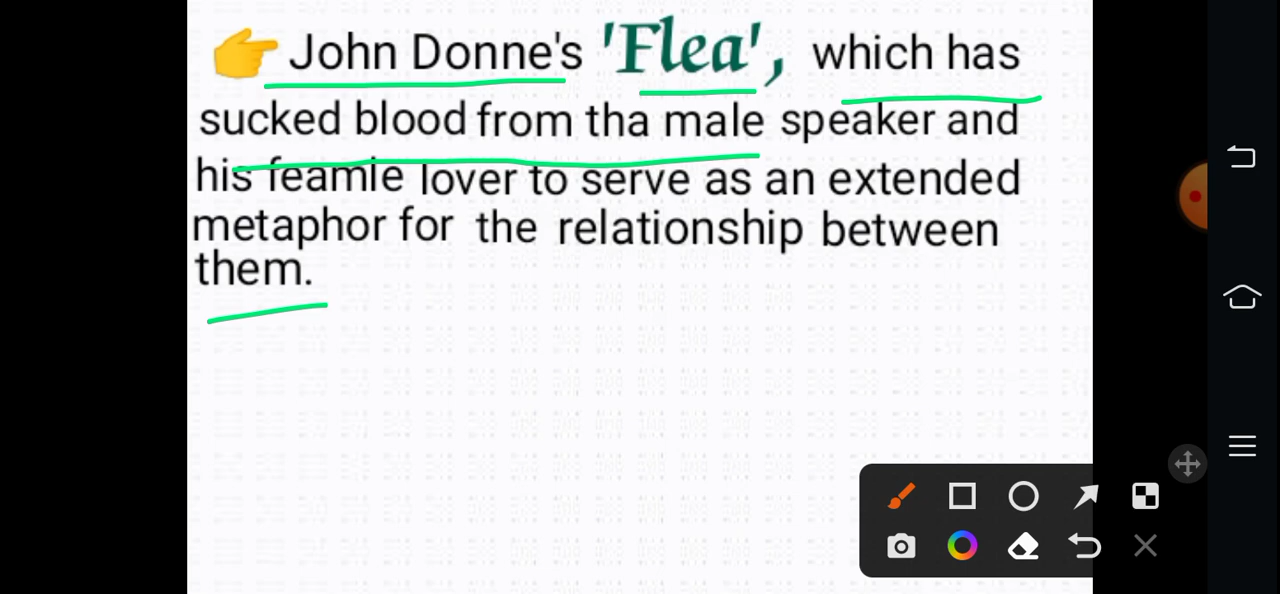 👉 John Donne's 'Flea', which has
sucked blood from tha male speaker and
his feamle lover to serve as an extended
metaphor for the relationship between
them.